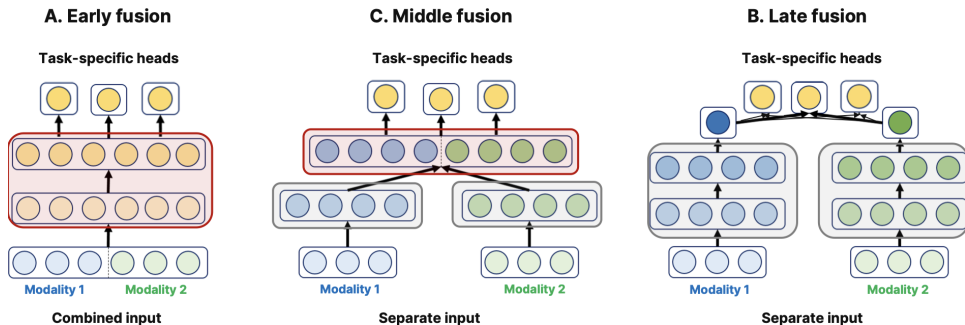 A. Early fusion
Task-specific heads
Modality 1
Modality 2
Combined input
C. Middle fusion
Task-specific heads
Modality 1
Modality 2
Separate input
B. Late fusion
Task-specific heads
Modality 1
Modality 2
Separate input